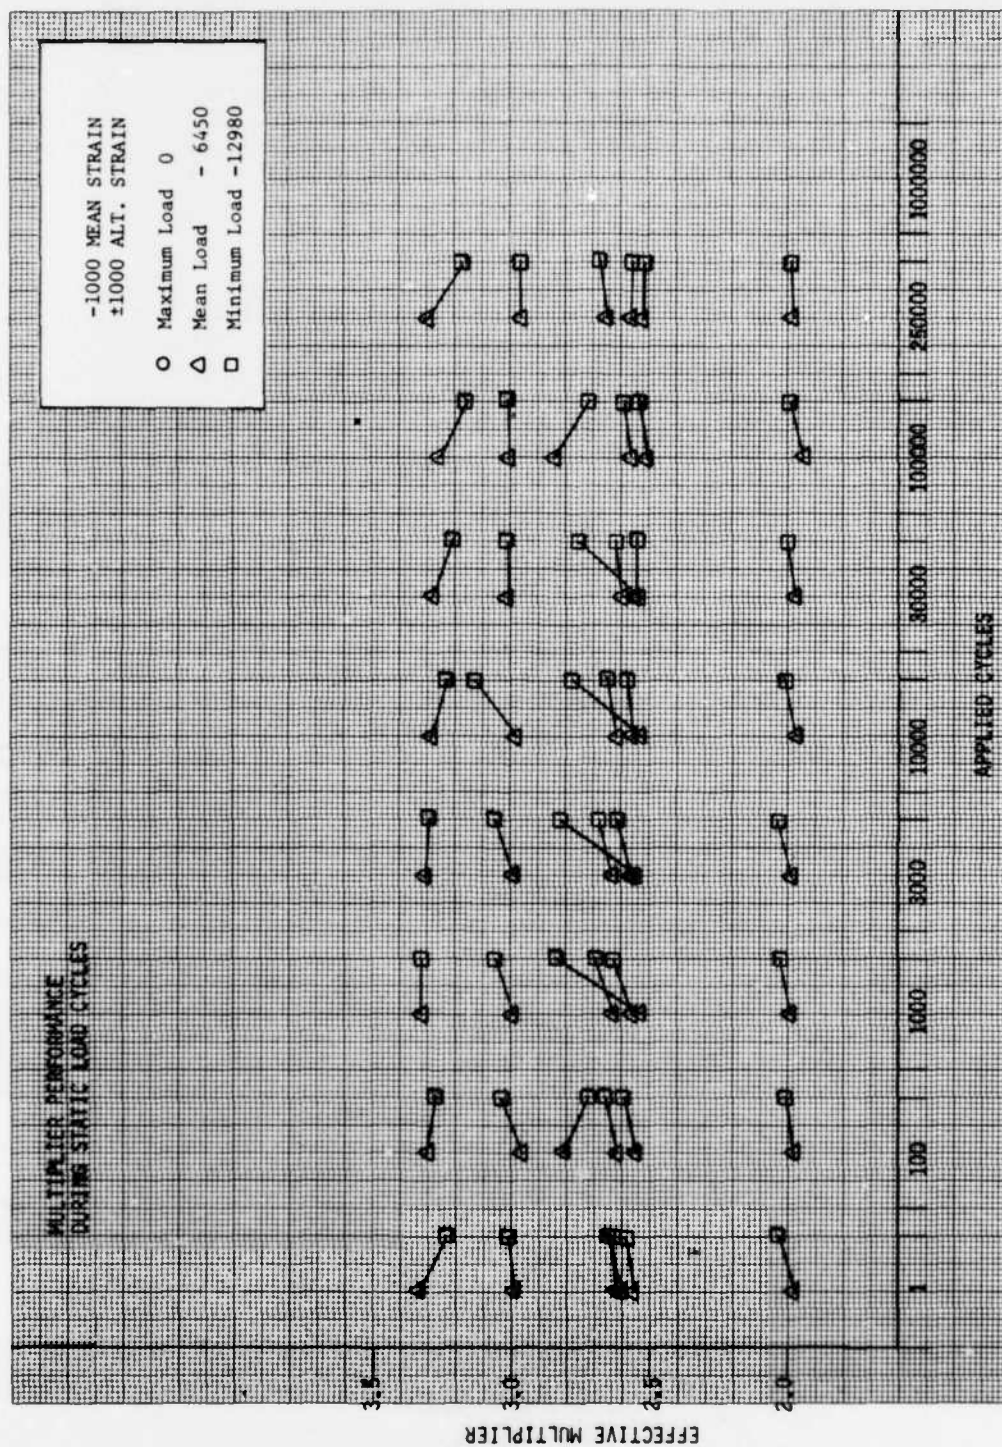 MULTIPLIER PERFORMANCE
DURING STATIC LOAD CYCLES
-1000 MEAN STRAIN
±1000 ALT. STRAIN
Maximum Load 0
Mean Load - 6450
Minimum Load -12980
EFFECTIVE MULTIPLIER
3.5
3.0
2.5
2.0
1 100 1000 3000 10000 30000 100000 250000 1000000
APPLIED CYCLES